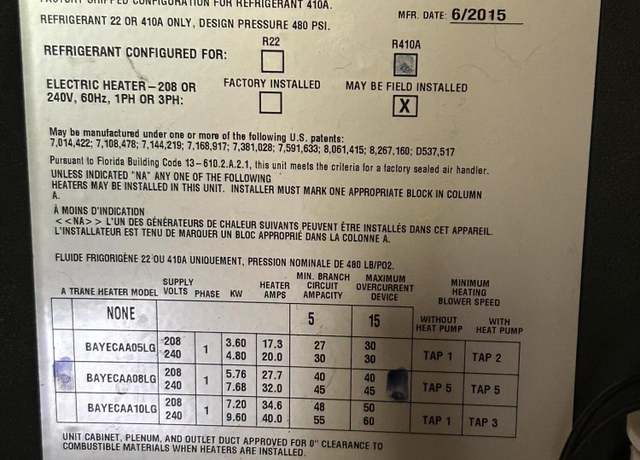 FACTORY SHIPPED CONFIGURATION FOR REFRIGERANT 410A.
REFRIGERANT 22 OR 410A ONLY, DESIGN PRESSURE 480 PSI.
MFR. DATE: 6/2015
R22 R410A
REFRIGERANT CONFIGURED FOR:
ELECTRIC HEATER – 208 OR FACTORY INSTALLED MAY BE FIELD INSTALLED
240V, 60Hz, 1PH OR 3PH: X
May be manufactured under one or more of the following U.S. patents:
7,014,422; 7,108,478; 7,144,219; 7,168,917; 7,381,028; 7,591,633; 8,061,415; 8,267,160; D537,517
Pursuant to Florida Building Code 13–610.2.A.2.1, this unit meets the criteria for a factory sealed air handler.
UNLESS INDICATED "NA" ANY ONE OF THE FOLLOWING
HEATERS MAY BE INSTALLED IN THIS UNIT. INSTALLER MUST MARK ONE APPROPRIATE BLOCK IN COLUMN
A.
À MOINS D'INDICATION
<<NA>> L'UN DES GÉNÉRATEURS DE CHALEUR SUIVANTS PEUVENT ÊTRE INSTALLÉS DANS CET APPAREIL.
L'INSTALLATEUR EST TENU DE MARQUER UN BLOC APPROPRIÉ DANS LA COLONNE A.
FLUIDE FRIGORIGÈNE 22 OU 410A UNIQUEMENT, PRESSION NOMINALE DE 480 LB/PO2.
A TRANE HEATER MODEL SUPPLY VOLTS PHASE KW HEATER AMPS MIN. BRANCH CIRCUIT AMPACITY MAXIMUM OVERCURRENT DEVICE MINIMUM HEATING BLOWER SPEED
WITHOUT HEAT PUMP WITH HEAT PUMP
NONE 5 15
BAYECAA05LG 208 1 3.60 17.3 27 30 TAP 1 TAP 2
240 4.80 20.0 30 30
BAYECAA08LG 208 1 5.76 27.7 40 40 TAP 5 TAP 5
240 7.68 32.0 45 45
BAYECAA10LG 208 1 7.20 34.6 48 50 TAP 1 TAP 3
240 9.60 40.0 55 60
UNIT CABINET, PLENUM, AND OUTLET DUCT APPROVED FOR 0" CLEARANCE TO
COMBUSTIBLE MATERIALS WHEN HEATERS ARE INSTALLED.